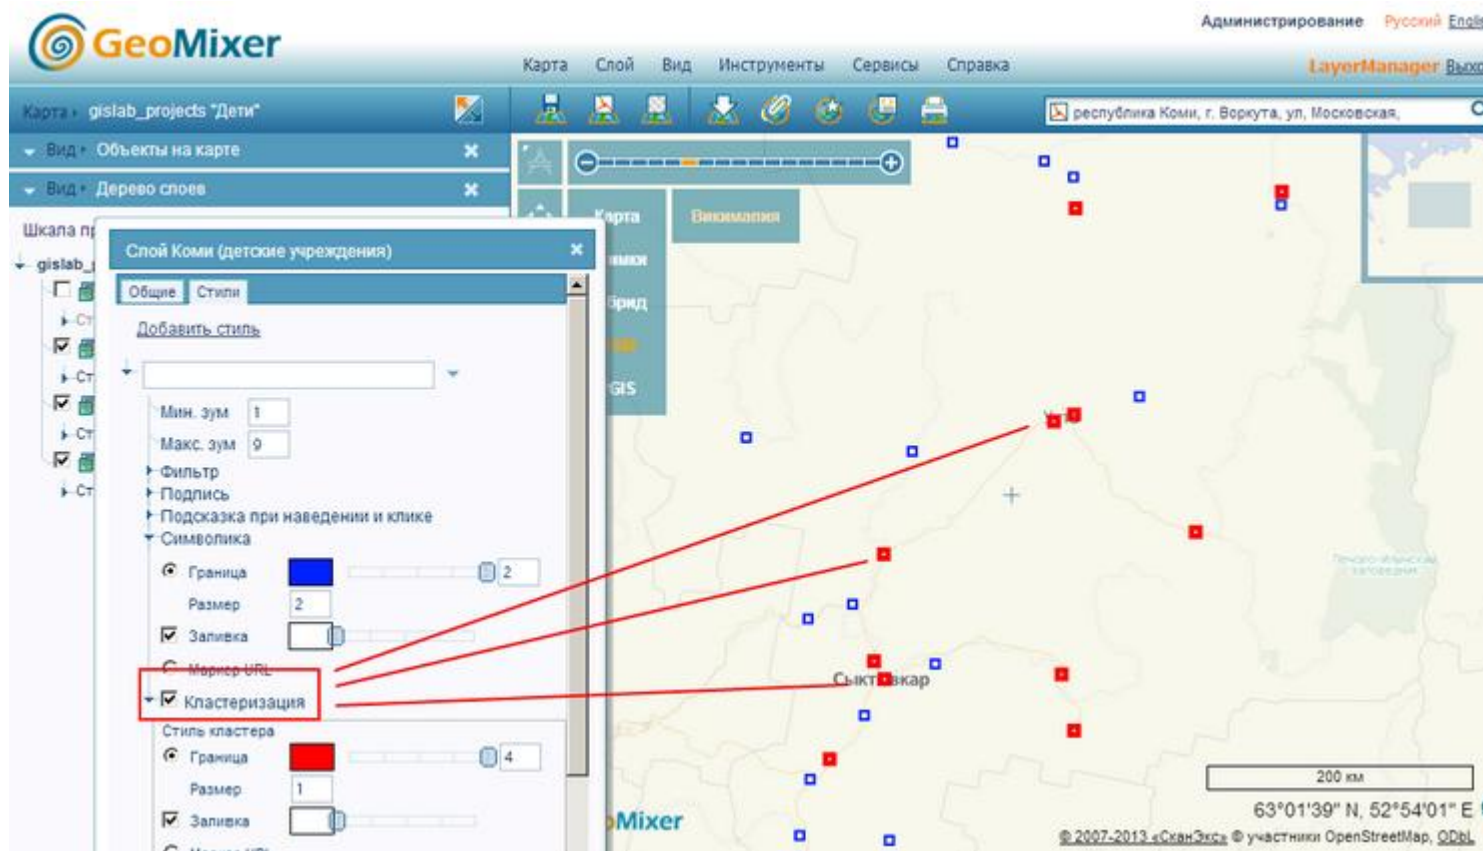 GeoMixer
Администрирование Русский
LayerManager
Карта Слой Вид Инструменты Сервисы Справка
Карта gislab_projects "Дети"
республика Коми, г. Воркута, ул, Московская,
Вид Объекты на карте
Вид Дерево слоев
Карта Викимапия
Слой Коми (детские учреждения)
Общие Стили
Добавить стиль
Мин. зум 1
Макс. зум 9
Фильтр
Подпись
Подсказка при наведении и клике
Символика
Граница 2
Размер 2
Заливка
Маркер URL
Кластеризация
Стиль кластера
Граница 4
Размер 1
Заливка
Сыктывкар
200 км
63°01'39" N, 52°54'01" E
© 2007-2013 «СканЭкс» © участники OpenStreetMap, ODbL